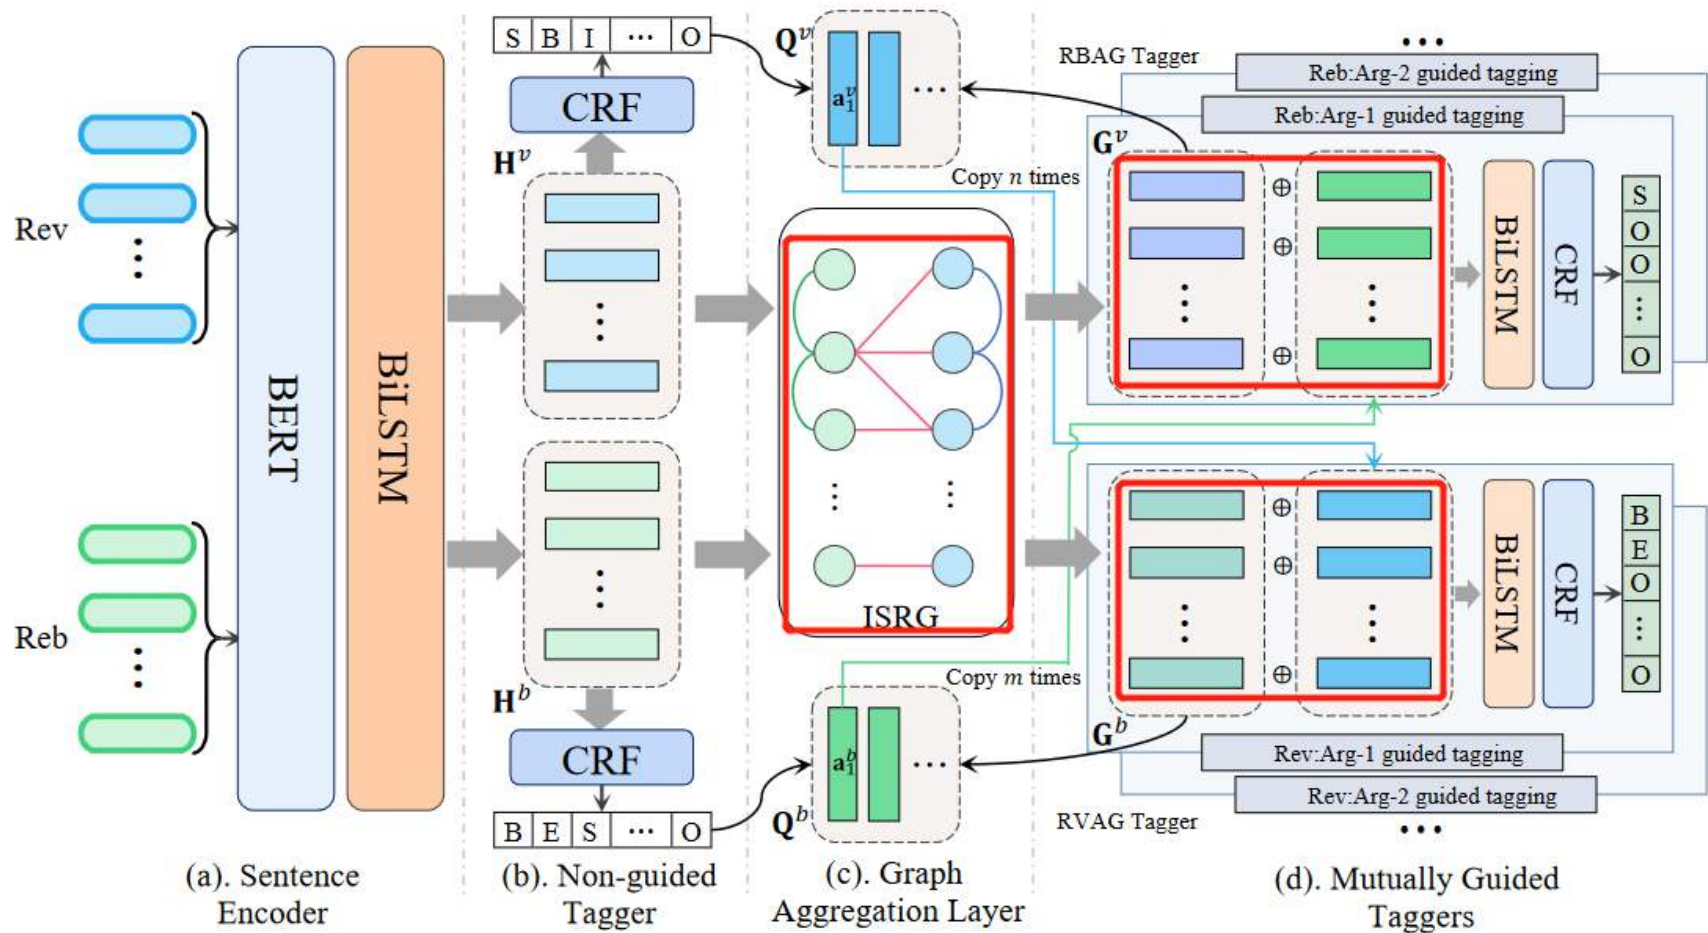 Rev
Reb
BERT
BiLSTM
(a). Sentence
Encoder
S B I ... O
CRF
H^v
H^b
CRF
B E S ... O
(b). Non-guided
Tagger
Q^v
a_1^v ...
Copy n times
ISRG
Copy m times
a_1^b ...
Q^b
(c). Graph
Aggregation Layer
...
RBAG Tagger
Reb:Arg-2 guided tagging
Reb:Arg-1 guided tagging
G^v
⊕
⊕
⊕
BiLSTM
CRF
S
O
O
...
O
⊕
⊕
⊕
BiLSTM
CRF
B
E
O
...
O
G^b
Rev:Arg-1 guided tagging
Rev:Arg-2 guided tagging
RVAG Tagger
...
(d). Mutually Guided
Taggers